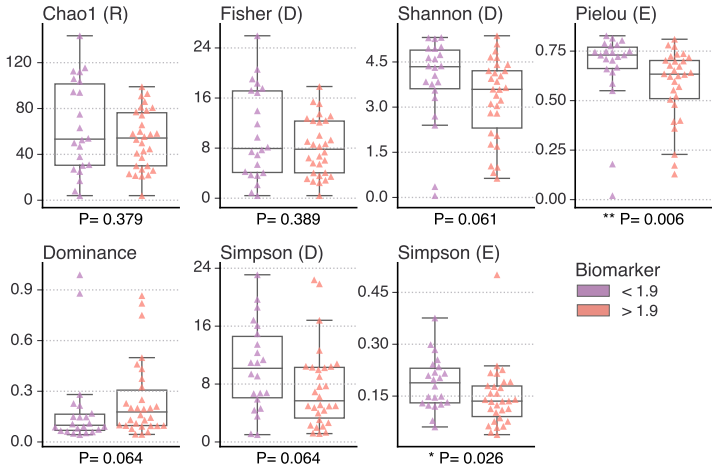 Chao1 (R)
Fisher (D)
Shannon (D)
Pielou (E)
120
80
40
0
24
16
8
0
4.5
3.0
1.5
0.0
0.75
0.50
0.25
0.00
P= 0.379
P= 0.389
P= 0.061
** P= 0.006
Dominance
Simpson (D)
Simpson (E)
0.9
0.6
0.3
0.0
24
16
8
0
0.45
0.30
0.15
P= 0.064
P= 0.064
* P= 0.026
Biomarker
< 1.9
> 1.9